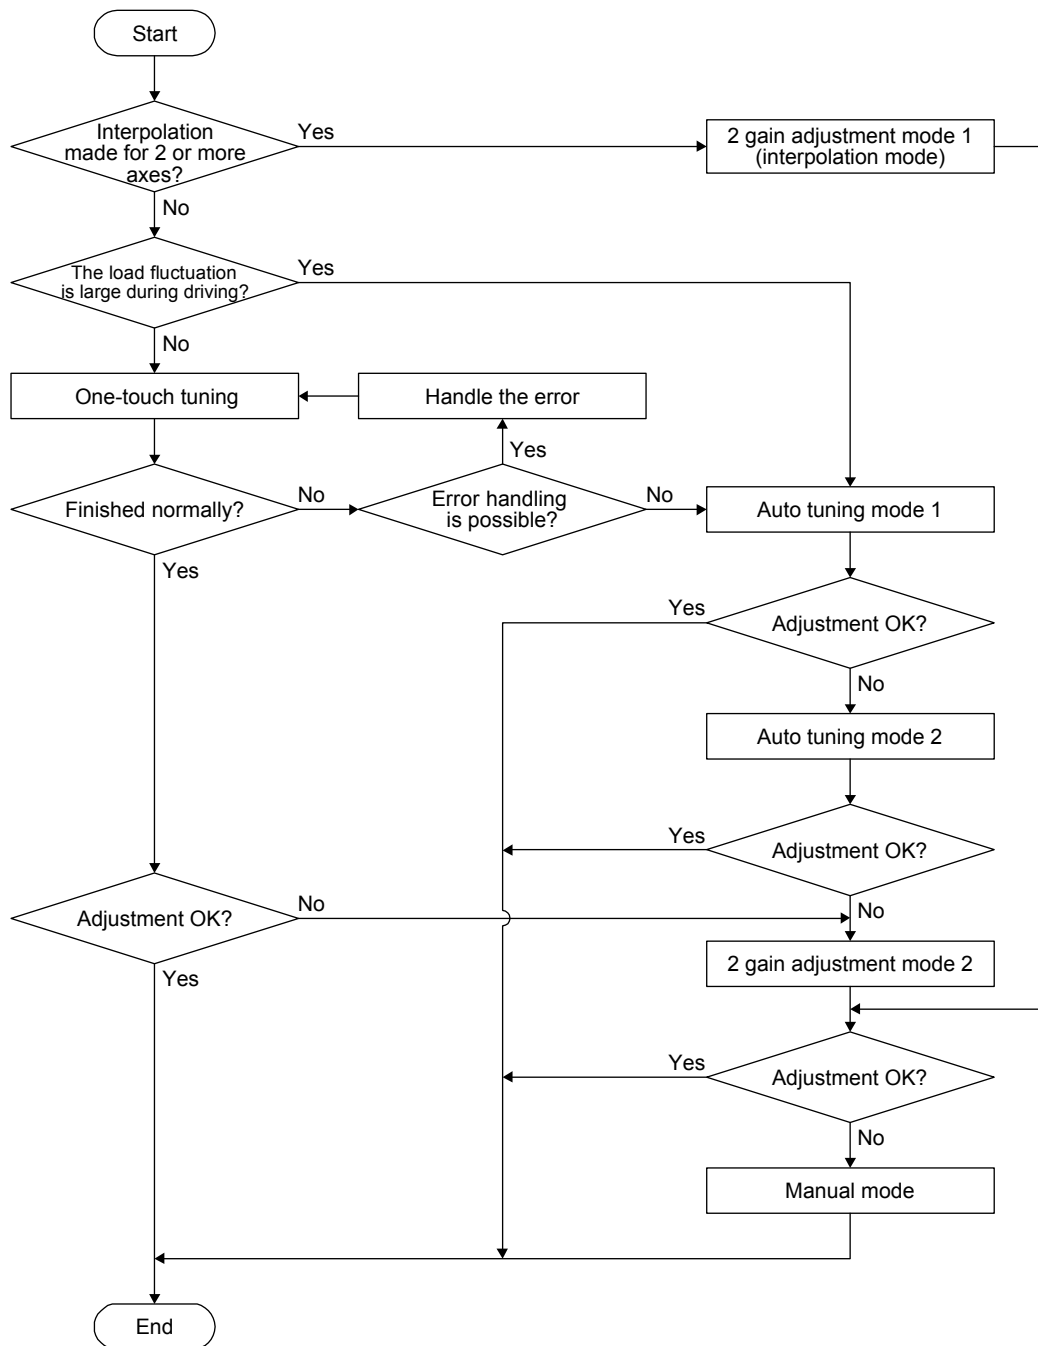 Start
Interpolation
made for 2 or more
axes?
Yes
2 gain adjustment mode 1
(interpolation mode)
No
The load fluctuation
is large during driving?
Yes
No
One-touch tuning
Handle the error
Yes
Finished normally?
No
Error handling
is possible?
No
Auto tuning mode 1
Yes
Yes
Adjustment OK?
No
Auto tuning mode 2
Yes
Adjustment OK?
Adjustment OK?
No
No
2 gain adjustment mode 2
Yes
Yes
Adjustment OK?
No
Manual mode
End